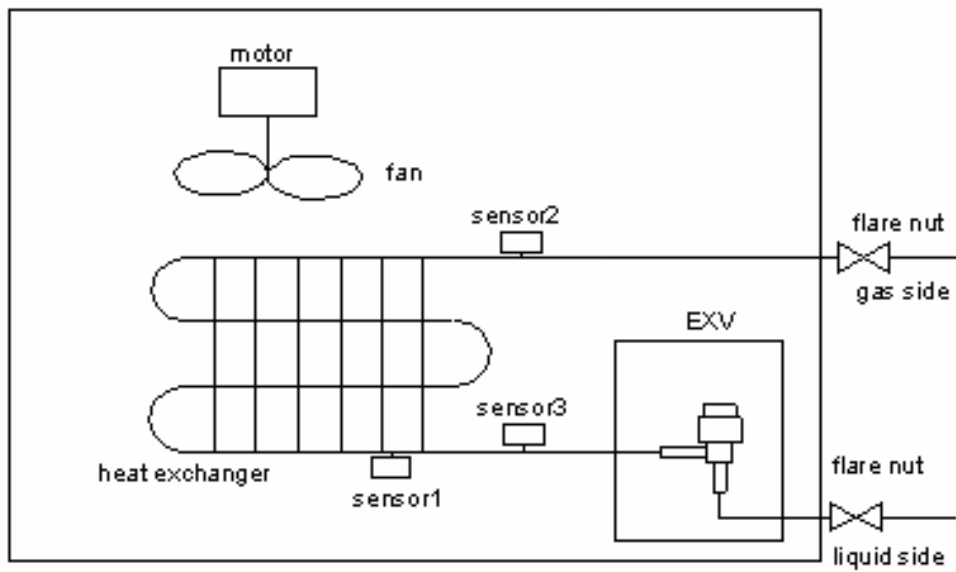 motor
fan
sensor2
flare nut
gas side
EXV
sensor3
heat exchanger
sensor1
flare nut
liquid side